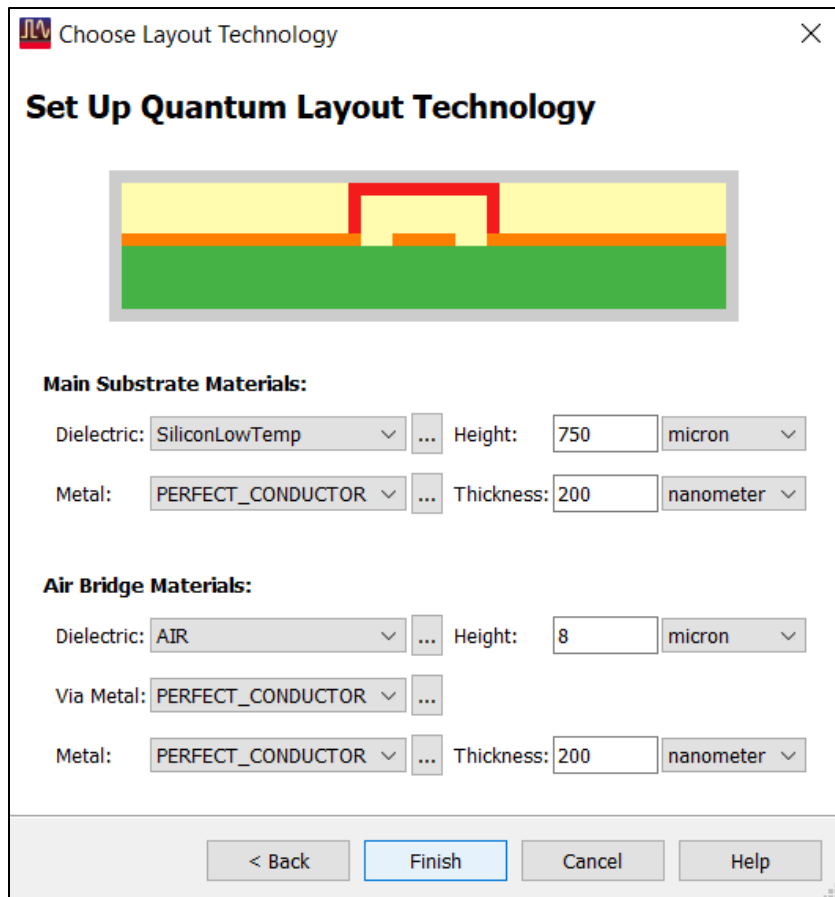 Choose Layout Technology
Set Up Quantum Layout Technology
Main Substrate Materials:
Dielectric: SiliconLowTemp ... Height: 750 micron
Metal: PERFECT_CONDUCTOR ... Thickness: 200 nanometer
Air Bridge Materials:
Dielectric: AIR ... Height: 8 micron
Via Metal: PERFECT_CONDUCTOR ...
Metal: PERFECT_CONDUCTOR ... Thickness: 200 nanometer
< Back Finish Cancel Help